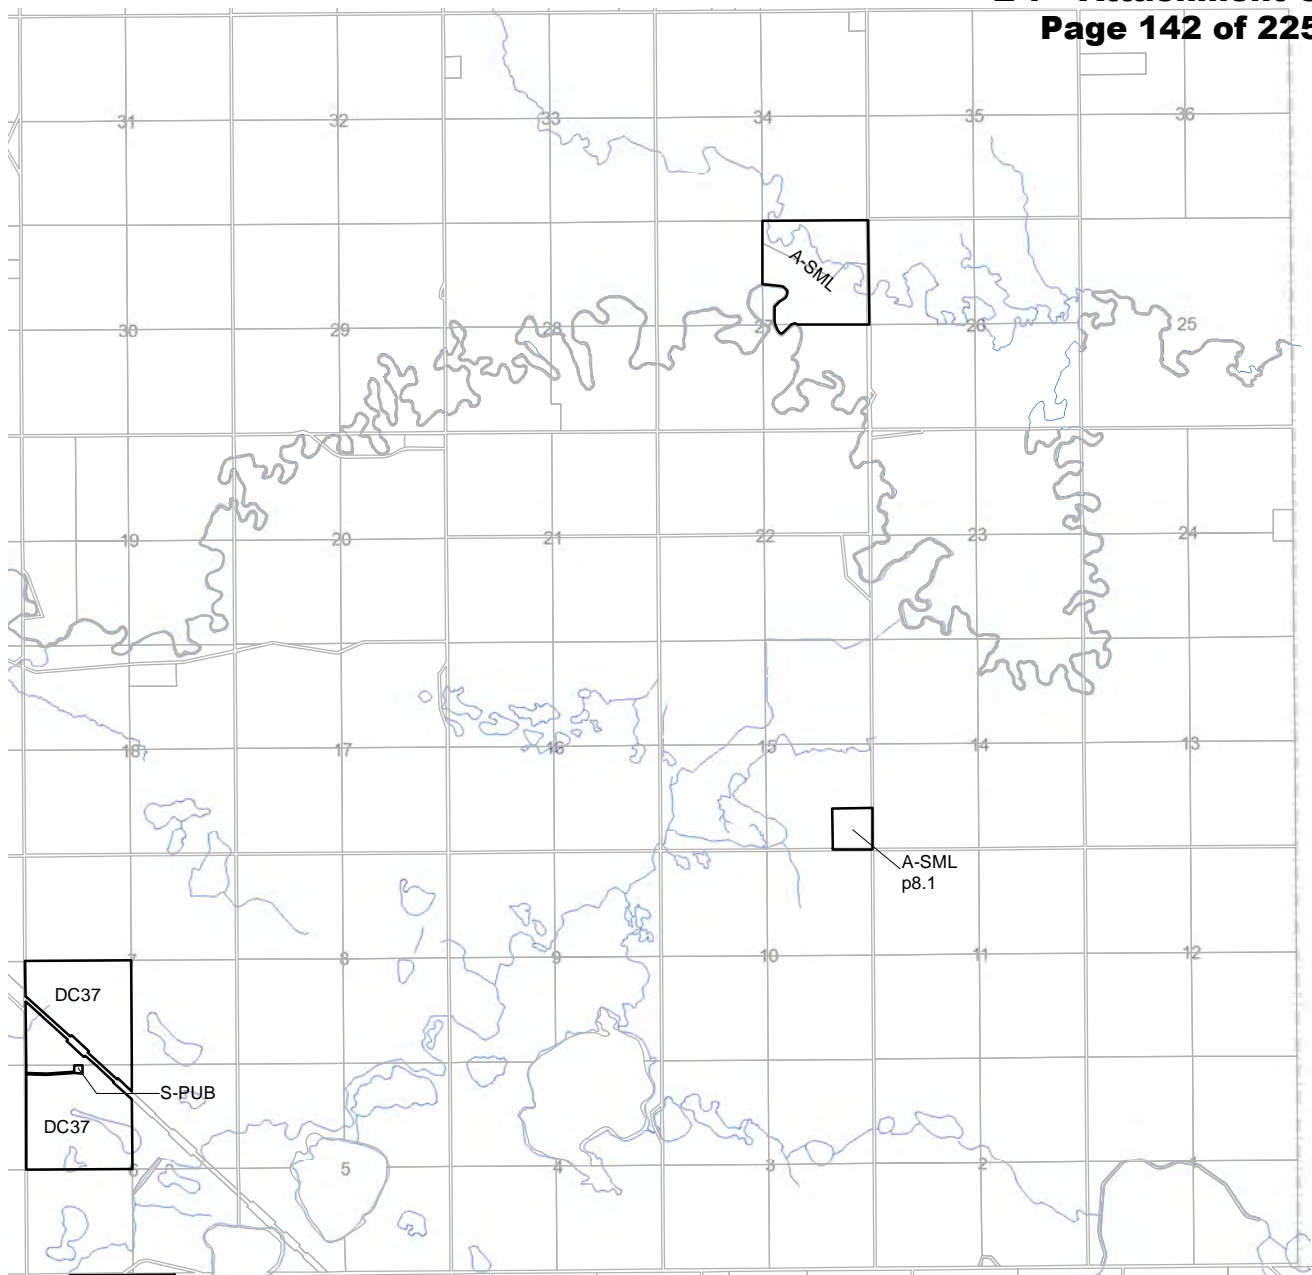 Page 142 of 225
31 32 33 34 35 36
A-SML
30 29 28 27 26 25
19 20 21 22 23 24
18 17 16 15 14 13
A-SML
p8.1
7 8 9 10 11 12
DC37
S-PUB
DC37
6 5 4 3 2 1